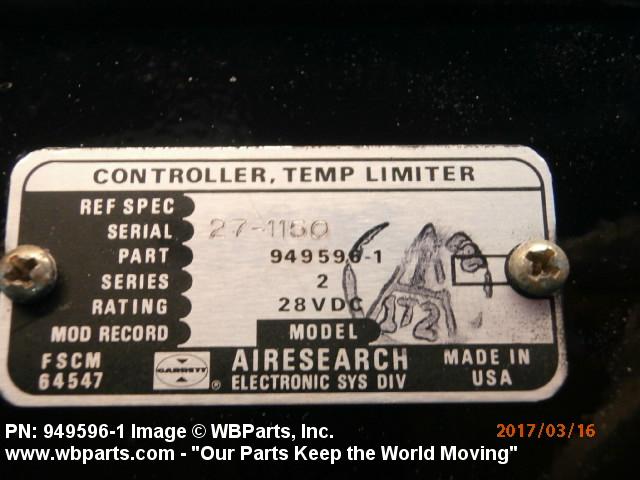 CONTROLLER, TEMP LIMITER
REF SPEC
SERIAL 27-1150
PART 949596-1
SERIES 2
RATING 28VDC
MOD RECORD MODEL
FSCM 64547
GARRETT ®
AIRESEARCH
ELECTRONIC SYS DIV
MADE IN USA
PN: 949596-1 Image © WBParts, Inc. 2017/03/16
www.wbparts.com - "Our Parts Keep the World Moving"